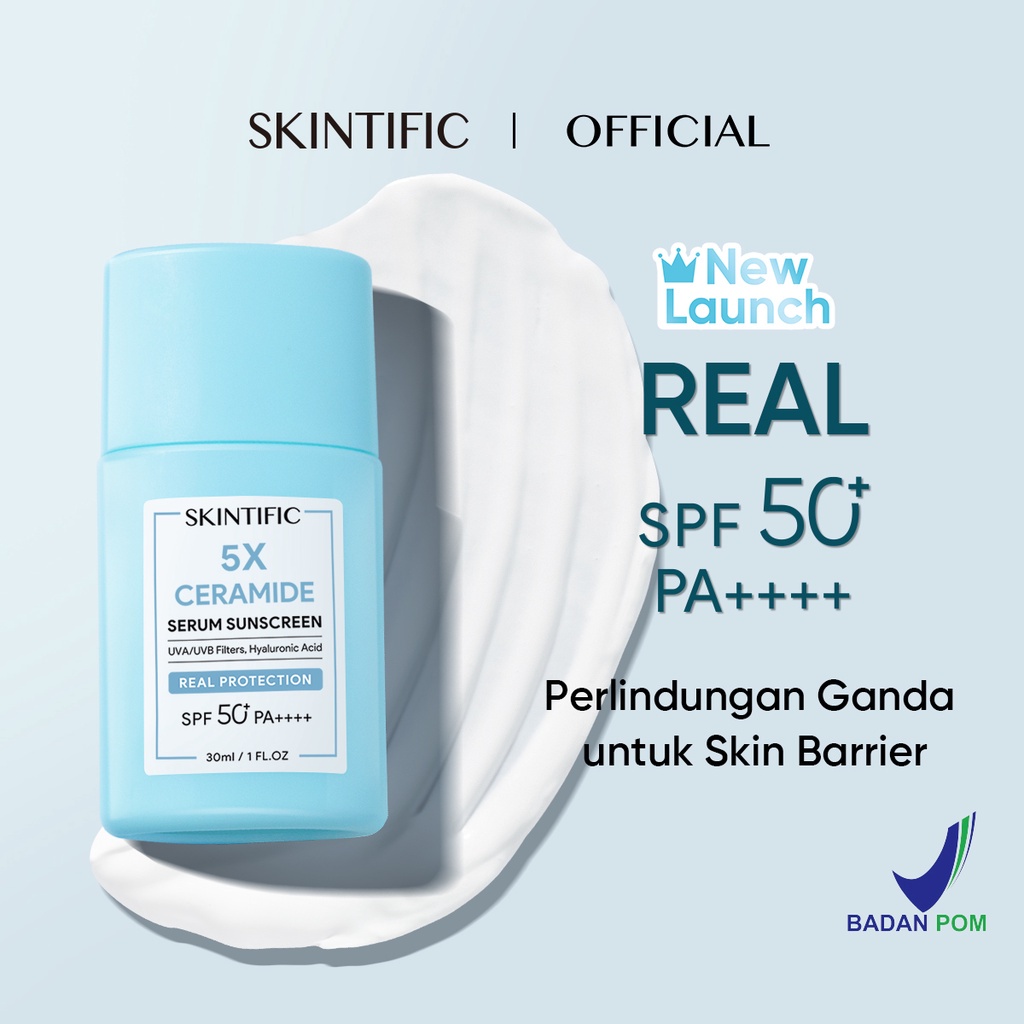 SKINTIFIC | OFFICIAL
New
Launch
REAL
SPF 50+
PA++++
Perlindungan Ganda
untuk Skin Barrier
SKINTIFIC
5X
CERAMIDE
SERUM SUNSCREEN
UVA/UVB Filters, Hyaluronic Acid
REAL PROTECTION
SPF 50+ PA++++
30ml / 1 FL.OZ
BADAN POM